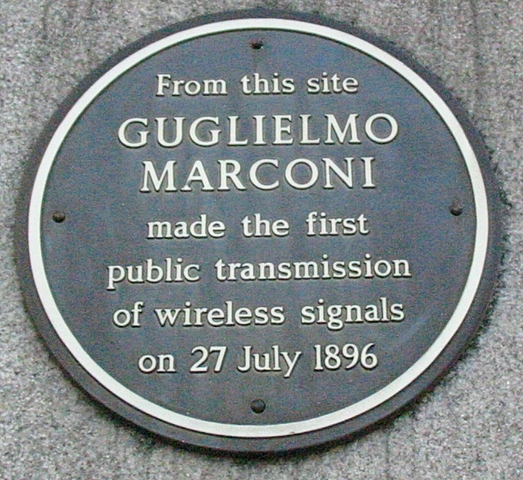 From this site
GUGLIELMO
MARCONI
made the first
public transmission
of wireless signals
on 27 July 1896